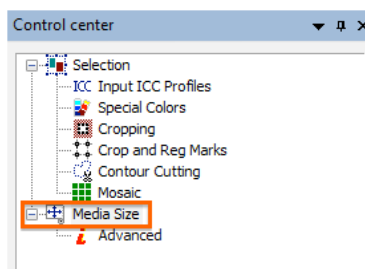 Control center
Selection
ICC Input ICC Profiles
Special Colors
Cropping
Crop and Reg Marks
Contour Cutting
Mosaic
Media Size
Advanced